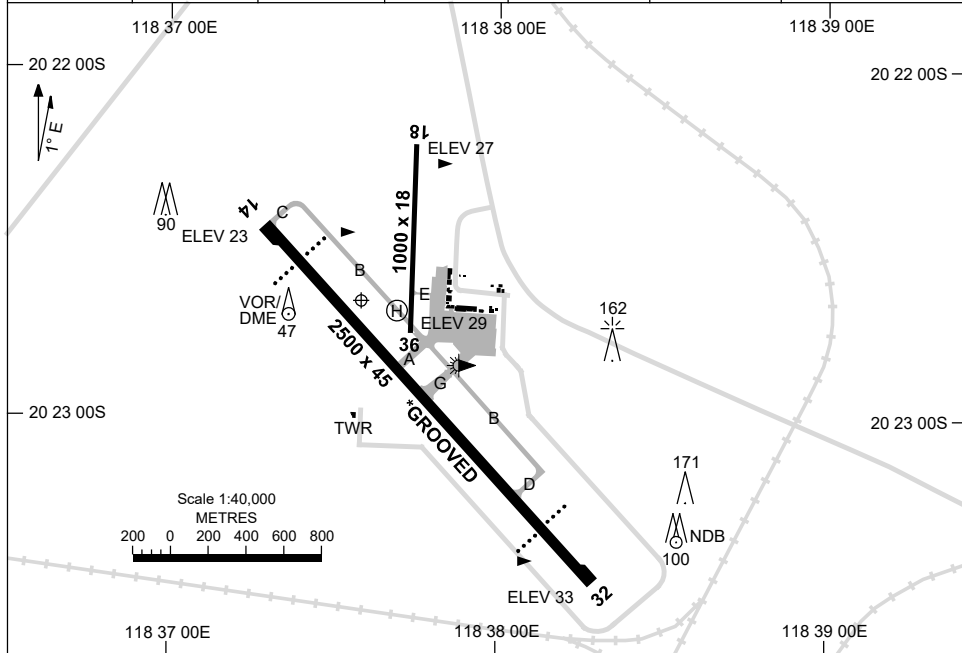 118 37 00E
118 38 00E
118 39 00E
20 22 00S
20 22 00S
1° E
18
ELEV 27
90
14
C
ELEV 23
1000 x 18
B
E
VOR/
DME
47
H
ELEV 29
162
36
A
2500 x 45
G
*GROOVED
B
20 23 00S
20 23 00S
TWR
171
D
Scale 1:40,000
METRES
200 0 200 400 600 800
NDB
100
ELEV 33
32
118 37 00E
118 38 00E
118 39 00E